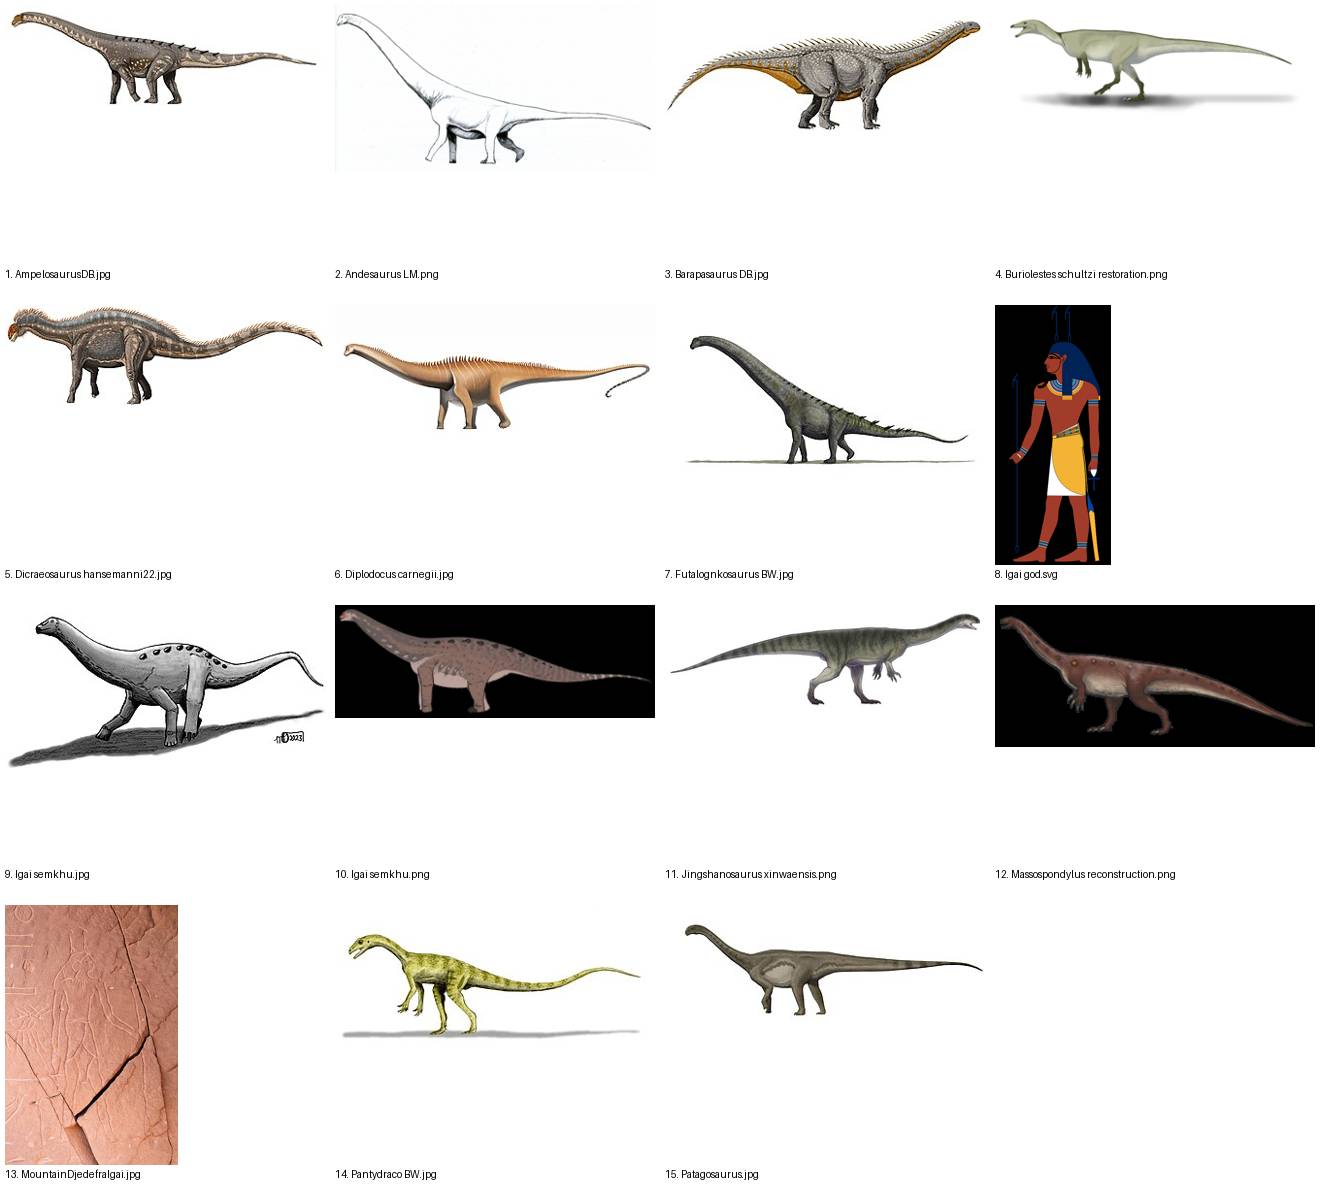 1. AmpelosaurusDB.jpg
2. Andesaurus LM.png
3. Barapasaurus DB.jpg
4. Buriolestes schultzi restoration.png
5. Dicraeosaurus hansemanni22.jpg
6. Diplodocus carnegii.jpg
7. Futalognkosaurus BW.jpg
8. Igai god.svg
2023
9. Igai semkhu.jpg
10. Igai semkhu.png
11. Jingshanosaurus xinwaensis.png
12. Massospondylus reconstruction.png
13. MountainDjedefraIgai.jpg
14. Pantydraco BW.jpg
15. Patagosaurus.jpg